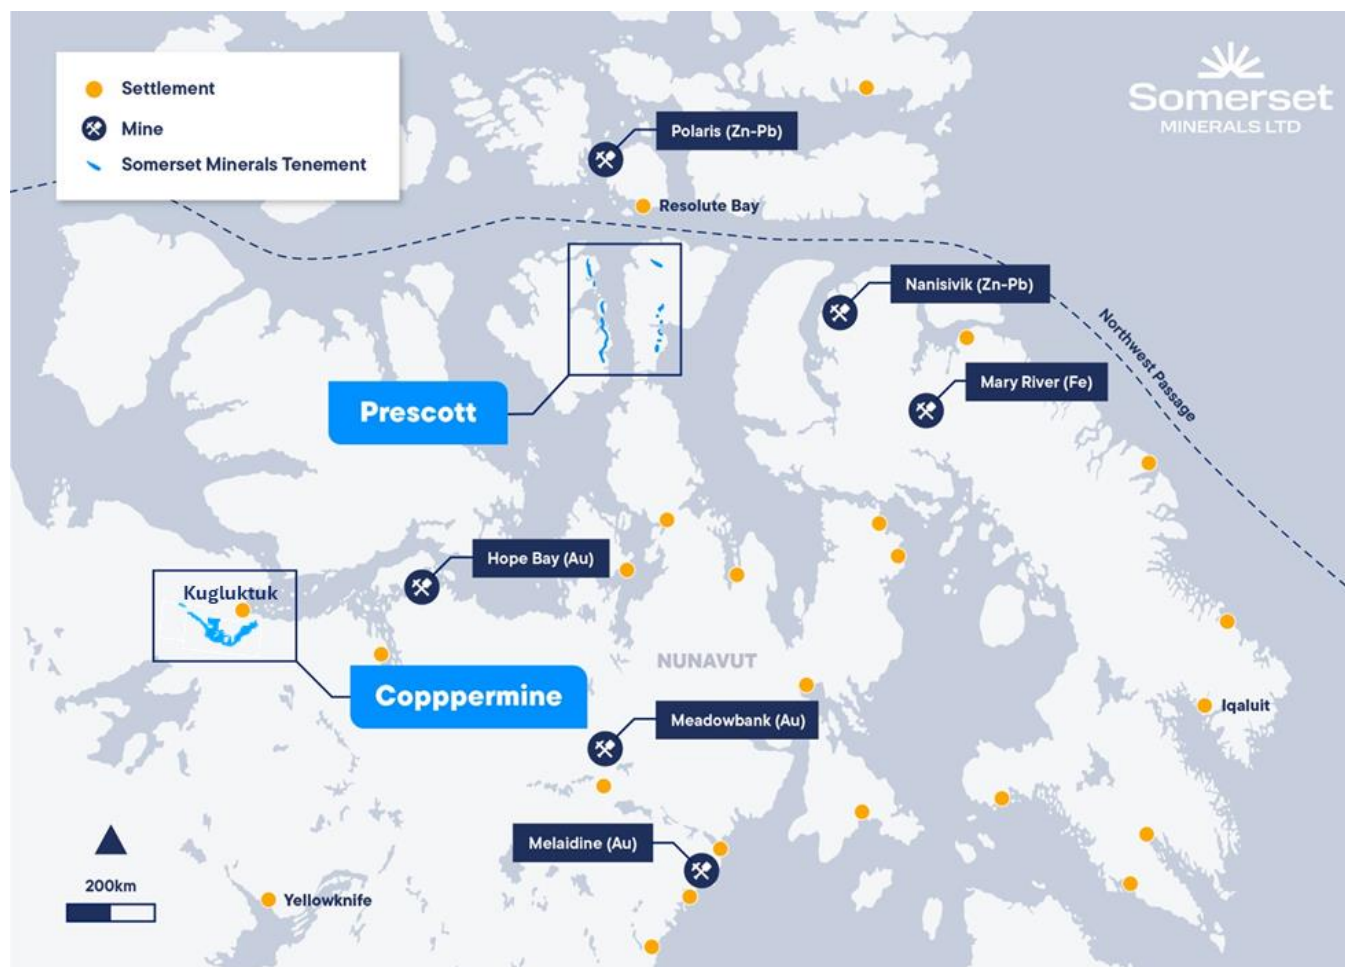 Settlement
Mine
Somerset Minerals Tenement
Somerset
MINERALS LTD
Polaris (Zn-Pb)
Resolute Bay
Nanisivik (Zn-Pb)
Northwest Passage
Mary River (Fe)
Prescott
Hope Bay (Au)
Kugluktuk
NUNAVUT
Copppermine
Meadowbank (Au)
Iqaluit
Melaidine (Au)
200km
Yellowknife